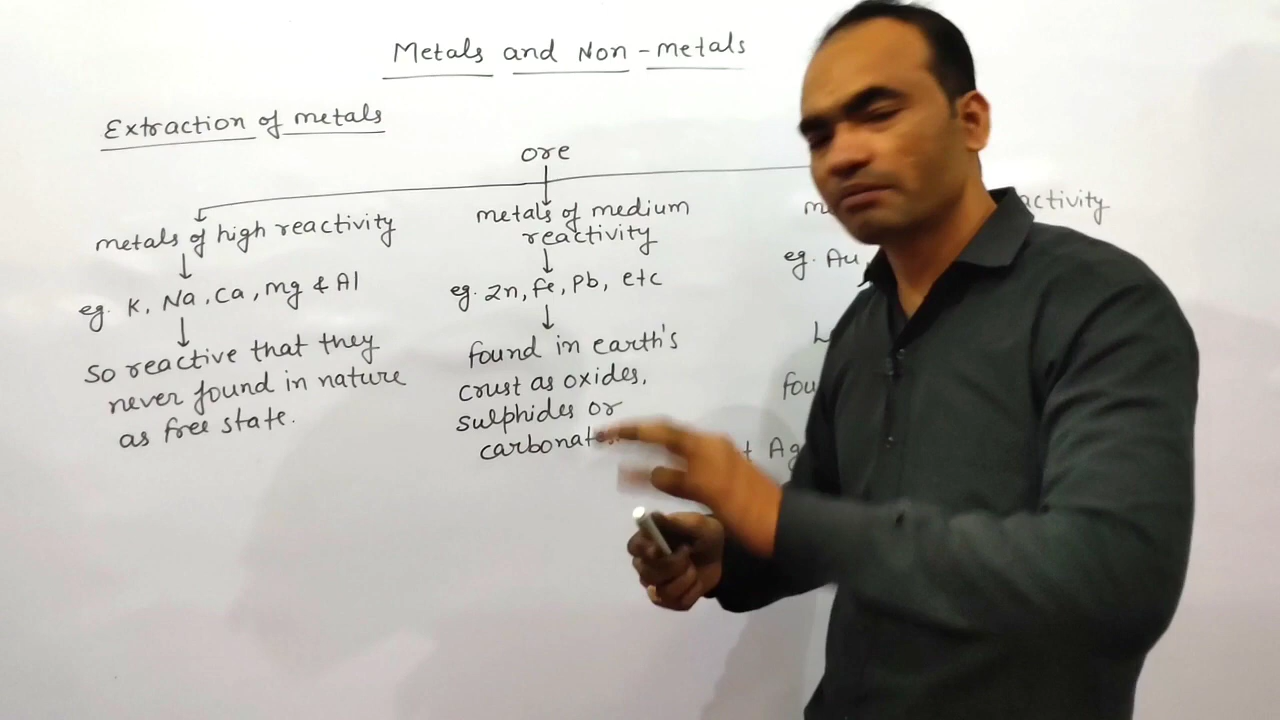 Metals and Non-metals
Extraction of metals
ore
metals of high reactivity
eg. K, Na, Ca, mg & Al
So reactive that they
never found in nature
as free state.
metals of medium
reactivity
eg. Zn, Fe, Pb, etc
found in earth's
crust as oxides,
sulphides or
carbonates.
eg. Au,
Ag